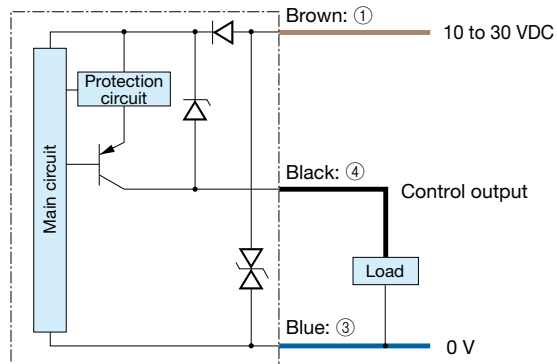 Brown: ①
10 to 30 VDC
Protection
circuit
Main circuit
Black: ④
Control output
Load
Blue: ③
0 V